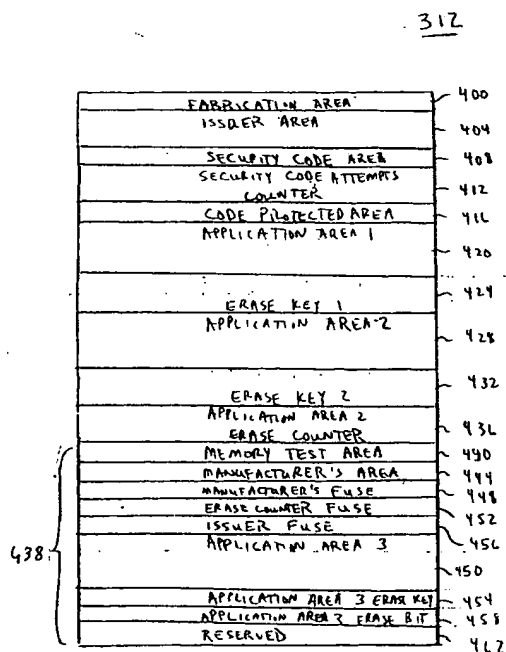 312
FABRICATION AREA 400
ISSUER AREA 404
SECURITY CODE AREA 408
SECURITY CODE ATTEMPTS
COUNTER 412
CODE PROTECTED AREA 416
APPLICATION AREA 1
420
424
ERASE KEY 1
APPLICATION AREA 2
428
432
ERASE KEY 2
APPLICATION AREA 2
436
ERASE COUNTER
MEMORY TEST AREA 440
MANUFACTURER'S AREA 444
MANUFACTURER'S FUSE 448
ERASE COUNTER FUSE 452
ISSUER FUSE 456
APPLICATION AREA 3
438
450
APPLICATION AREA 3 ERASE KEY 454
APPLICATION AREA 3 ERASE BIT 458
RESERVED 462